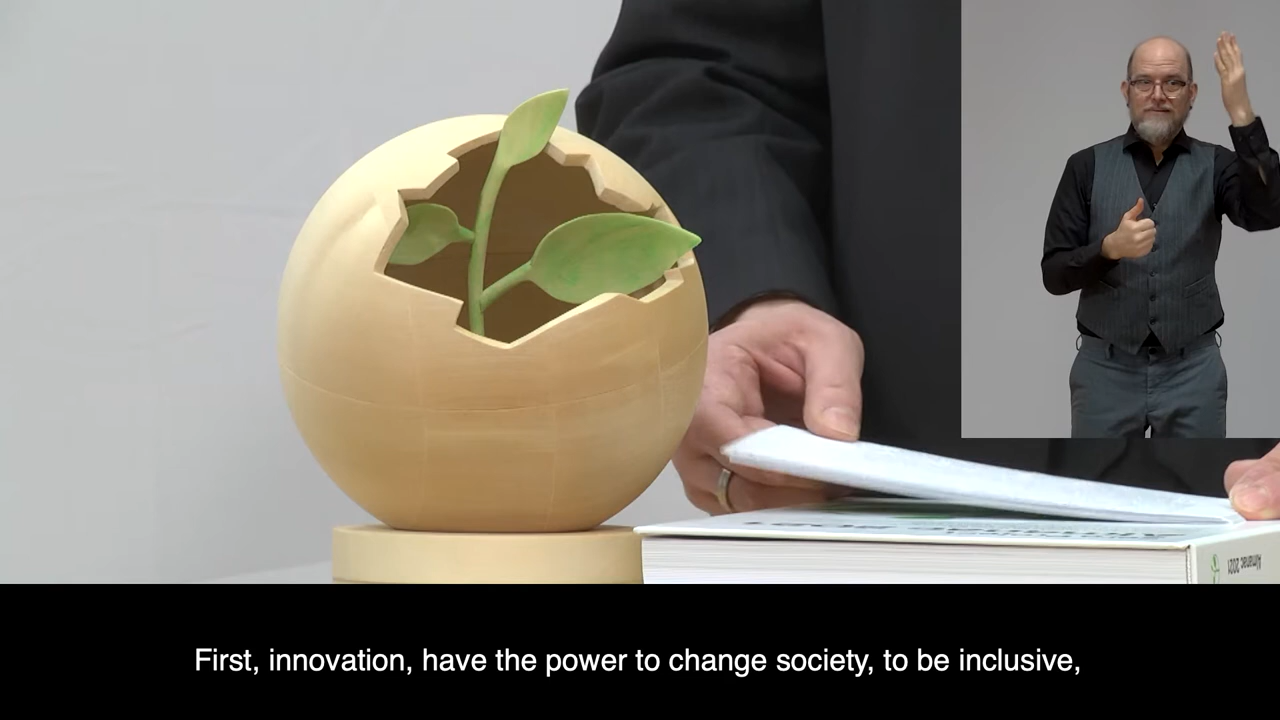 Almanac 2021
First, innovation, have the power to change society, to be inclusive,